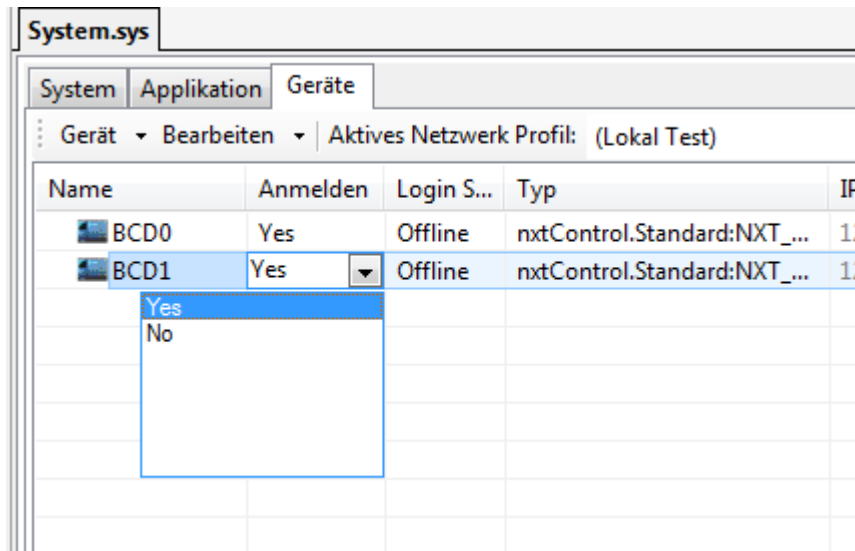 System.sys
System Applikation Geräte
Gerät Bearbeiten Aktives Netzwerk Profil: (Lokal Test)
Name Anmelden Login S... Typ IP
BCD0 Yes Offline nxtControl.Standard:NXT_...
BCD1 Yes Offline nxtControl.Standard:NXT_...
Yes
No